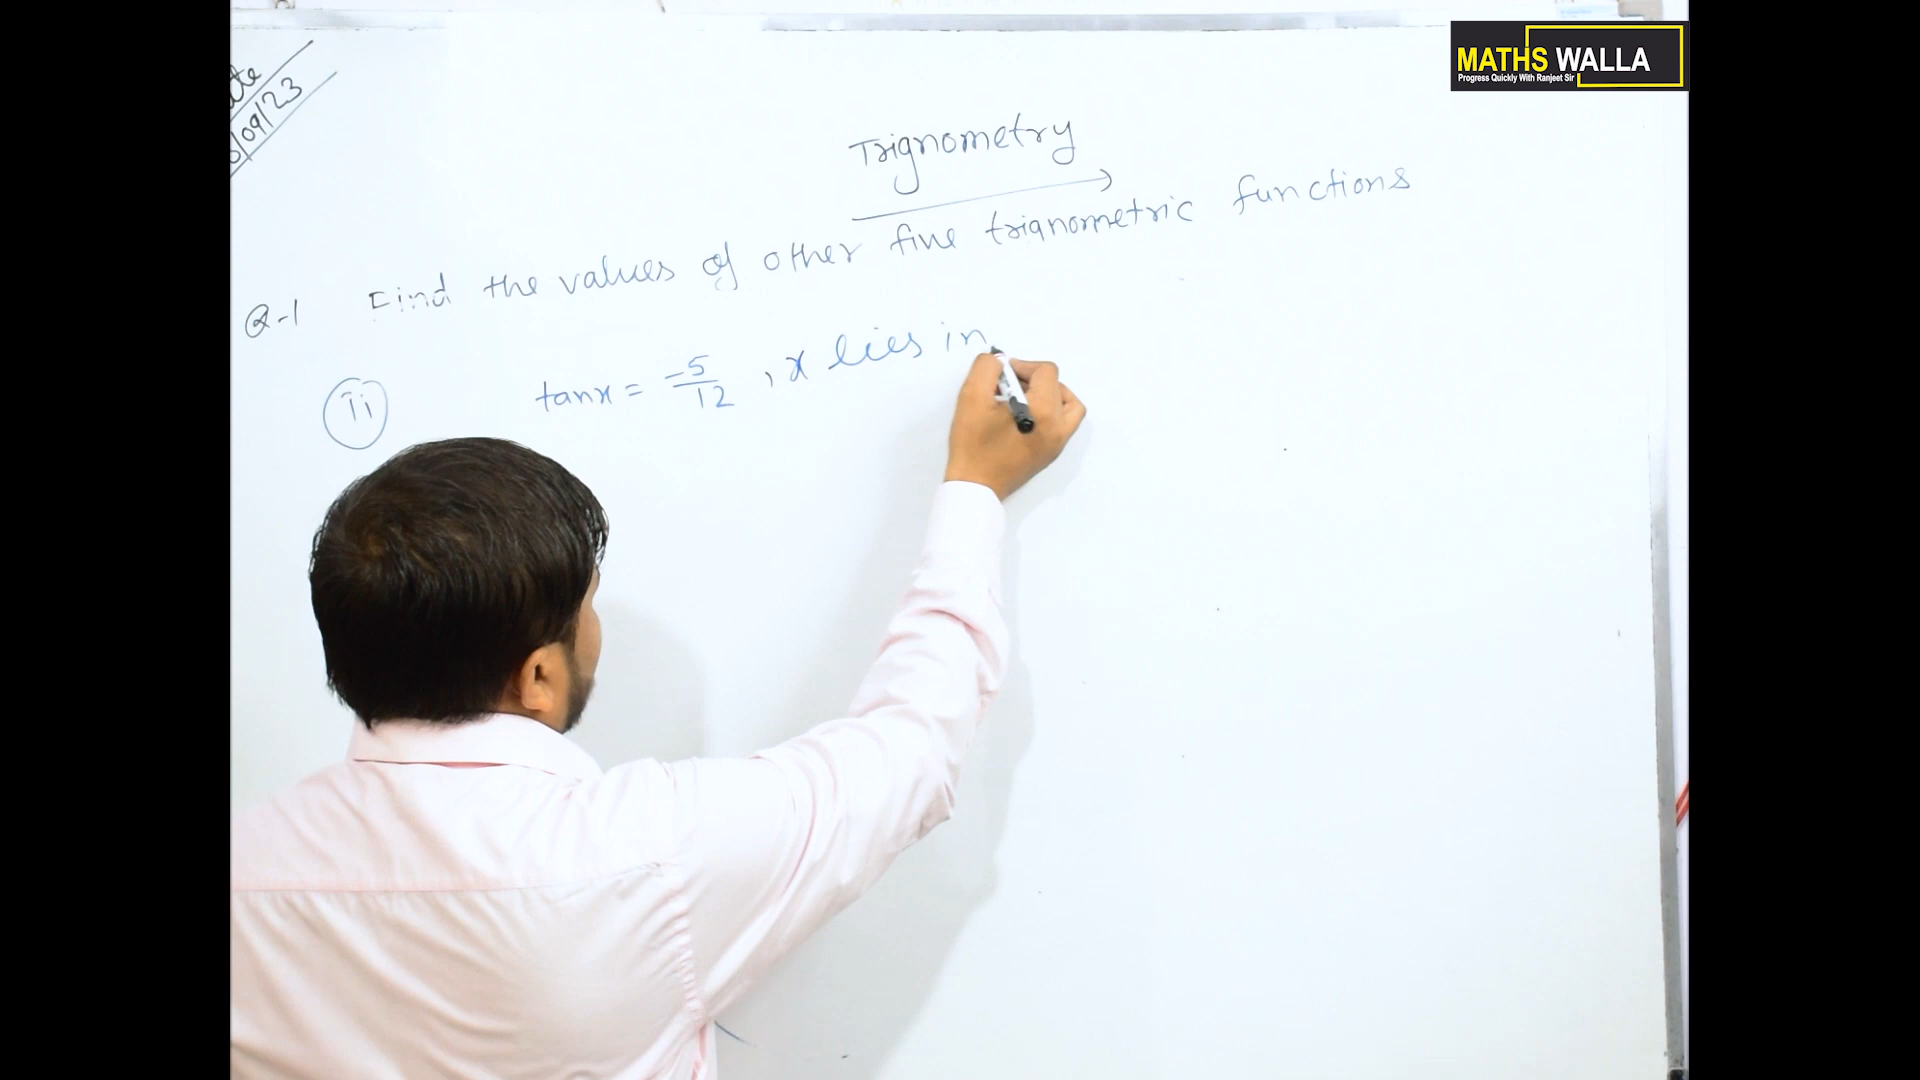 MATHS WALLA
Progress Quickly With Ranjeet Sir
/09/23
Trignometry
Q-1 Find the values of other five trignometric functions
(ii) tanx = -5/12 , x lies in